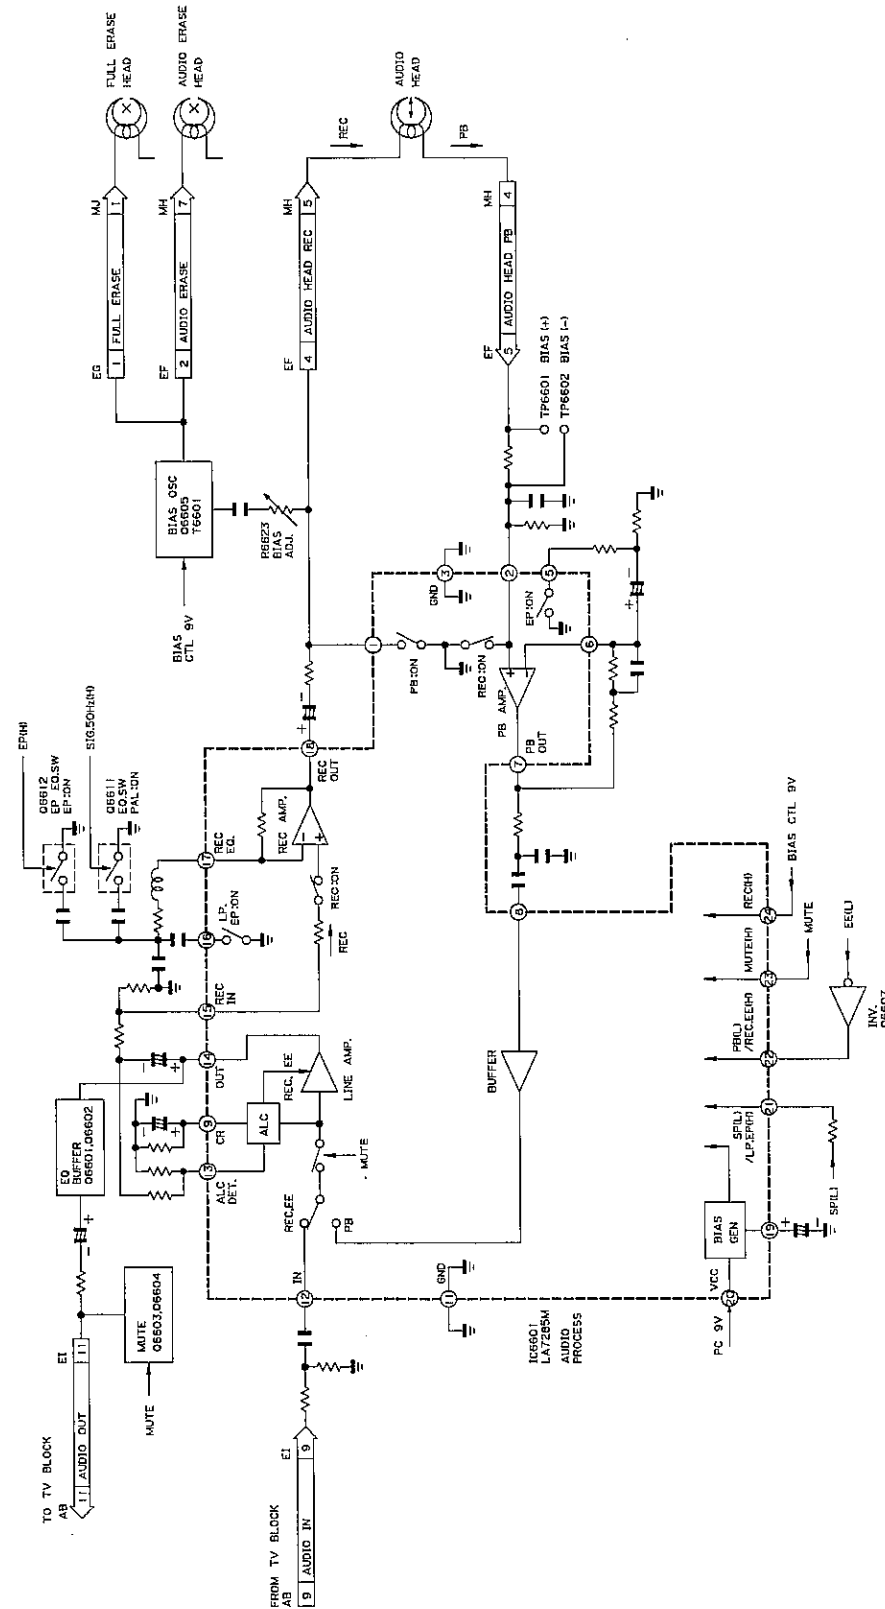 FULL ERASE
HEAD
AUDIO ERASE
HEAD
AUDIO
HEAD
MJ
1
FULL ERASE
1
EG
MH
7
AUDIO ERASE
2
EF
REC
PB
MH
5
AUDIO HEAD REC
4
EF
MH
4
AUDIO HEAD PB
5
EF
BIAS OSC
Q6605
T6601
BIAS
CTL 9V
R6623
BIAS
ADJ.
TP6601 BIAS(+)
TP6602 BIAS(-)
EP(H)
SIG.50Hz(H)
Q6612
EP EQ.SW
EP:ON
Q6611
EQ.SW
PAL:ON
GND
3
2
5
EP:ON
6
1
PB:ON
REC:ON
PB AMP.
+
-
PB
OUT
7
8
+ -
+ -
18
REC
OUT
REC
AMP.
-
+
REC
EQ.
17
REC:ON
16
LP.
EP:ON
REC
REC
IN
15
14
OUT
- +
- +
9
CR
13
ALC
DET.
ALC
REC. EE
LINE AMP.
MUTE
REC.EE
PB
BUFFER
IN
12
GND
11
EQ
BUFFER
Q6601,Q6602
+ -
MUTE
Q6603,Q6604
MUTE
TO TV BLOCK
AB
11
AUDIO OUT
11
EI
FROM TV BLOCK
AB
9
AUDIO IN
9
EI
IC6601
LA7285M
AUDIO
PROCESS
REC(H)
24
BIAS CTL 9V
MUTE(H)
23
MUTE
PB(L)
/REC.EE(H)
22
EE(L)
INV.
SP(L)
/LP.EP(H)
21
SP(L)
BIAS
GEN
19
+ -
VCC
20
PC 9V